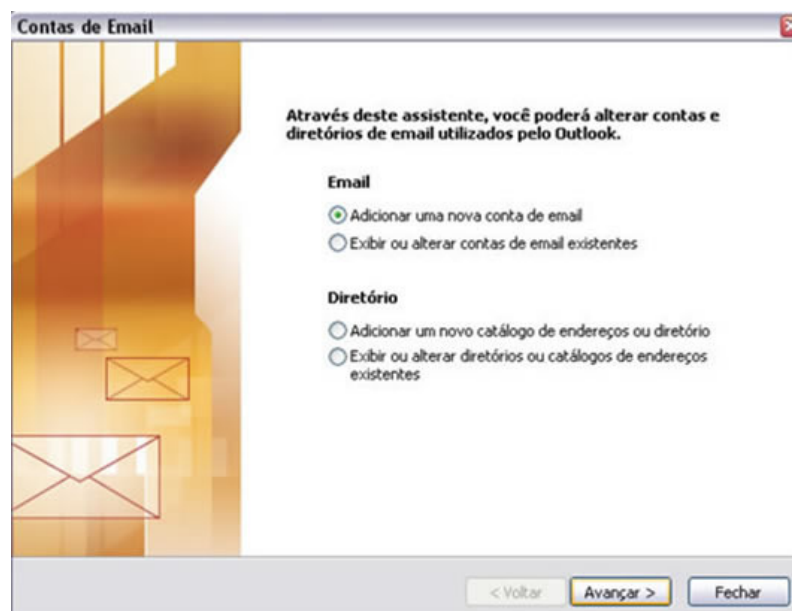 Contas de Email
Através deste assistente, você poderá alterar contas e
diretórios de email utilizados pelo Outlook.
Email
Adicionar uma nova conta de email
Exibir ou alterar contas de email existentes
Diretório
Adicionar um novo catálogo de endereços ou diretório
Exibir ou alterar diretórios ou catálogos de endereços
existentes
< Voltar
Avançar >
Fechar